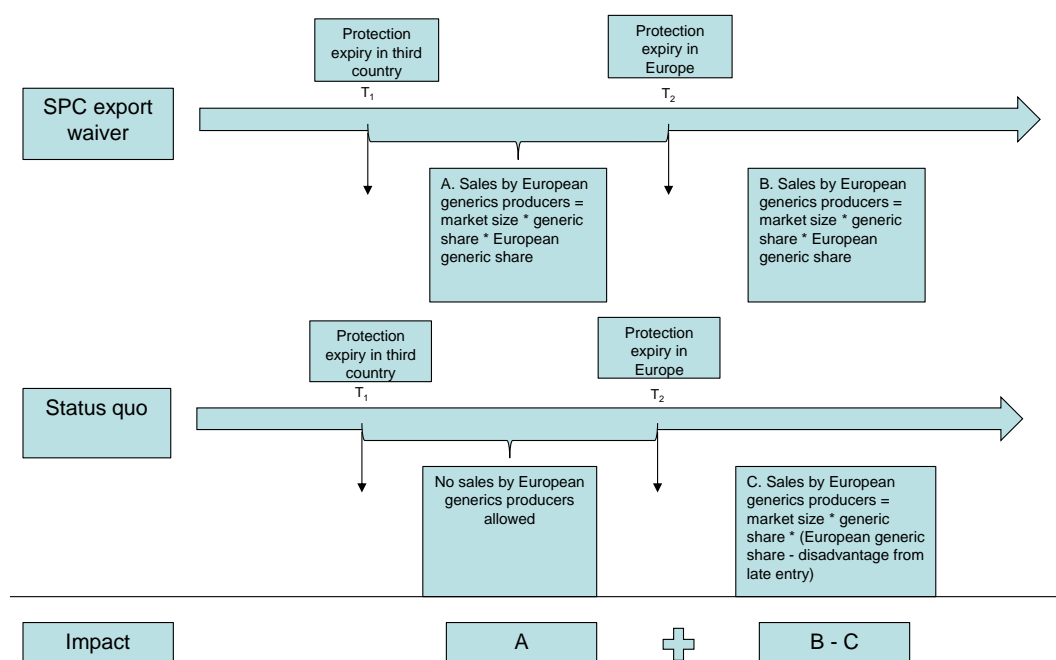 Protection
expiry in third
country
Protection
expiry in
Europe
T1
T2
SPC export
waiver
A. Sales by European
generics producers =
market size * generic
share * European
generic share
B. Sales by European
generics producers =
market size * generic
share * European
generic share
Protection
expiry in third
country
Protection
expiry in
Europe
T1
T2
Status quo
No sales by European
generics producers
allowed
C. Sales by European
generics producers =
market size * generic
share * (European generic
share - disadvantage from
late entry)
Impact
A
B - C